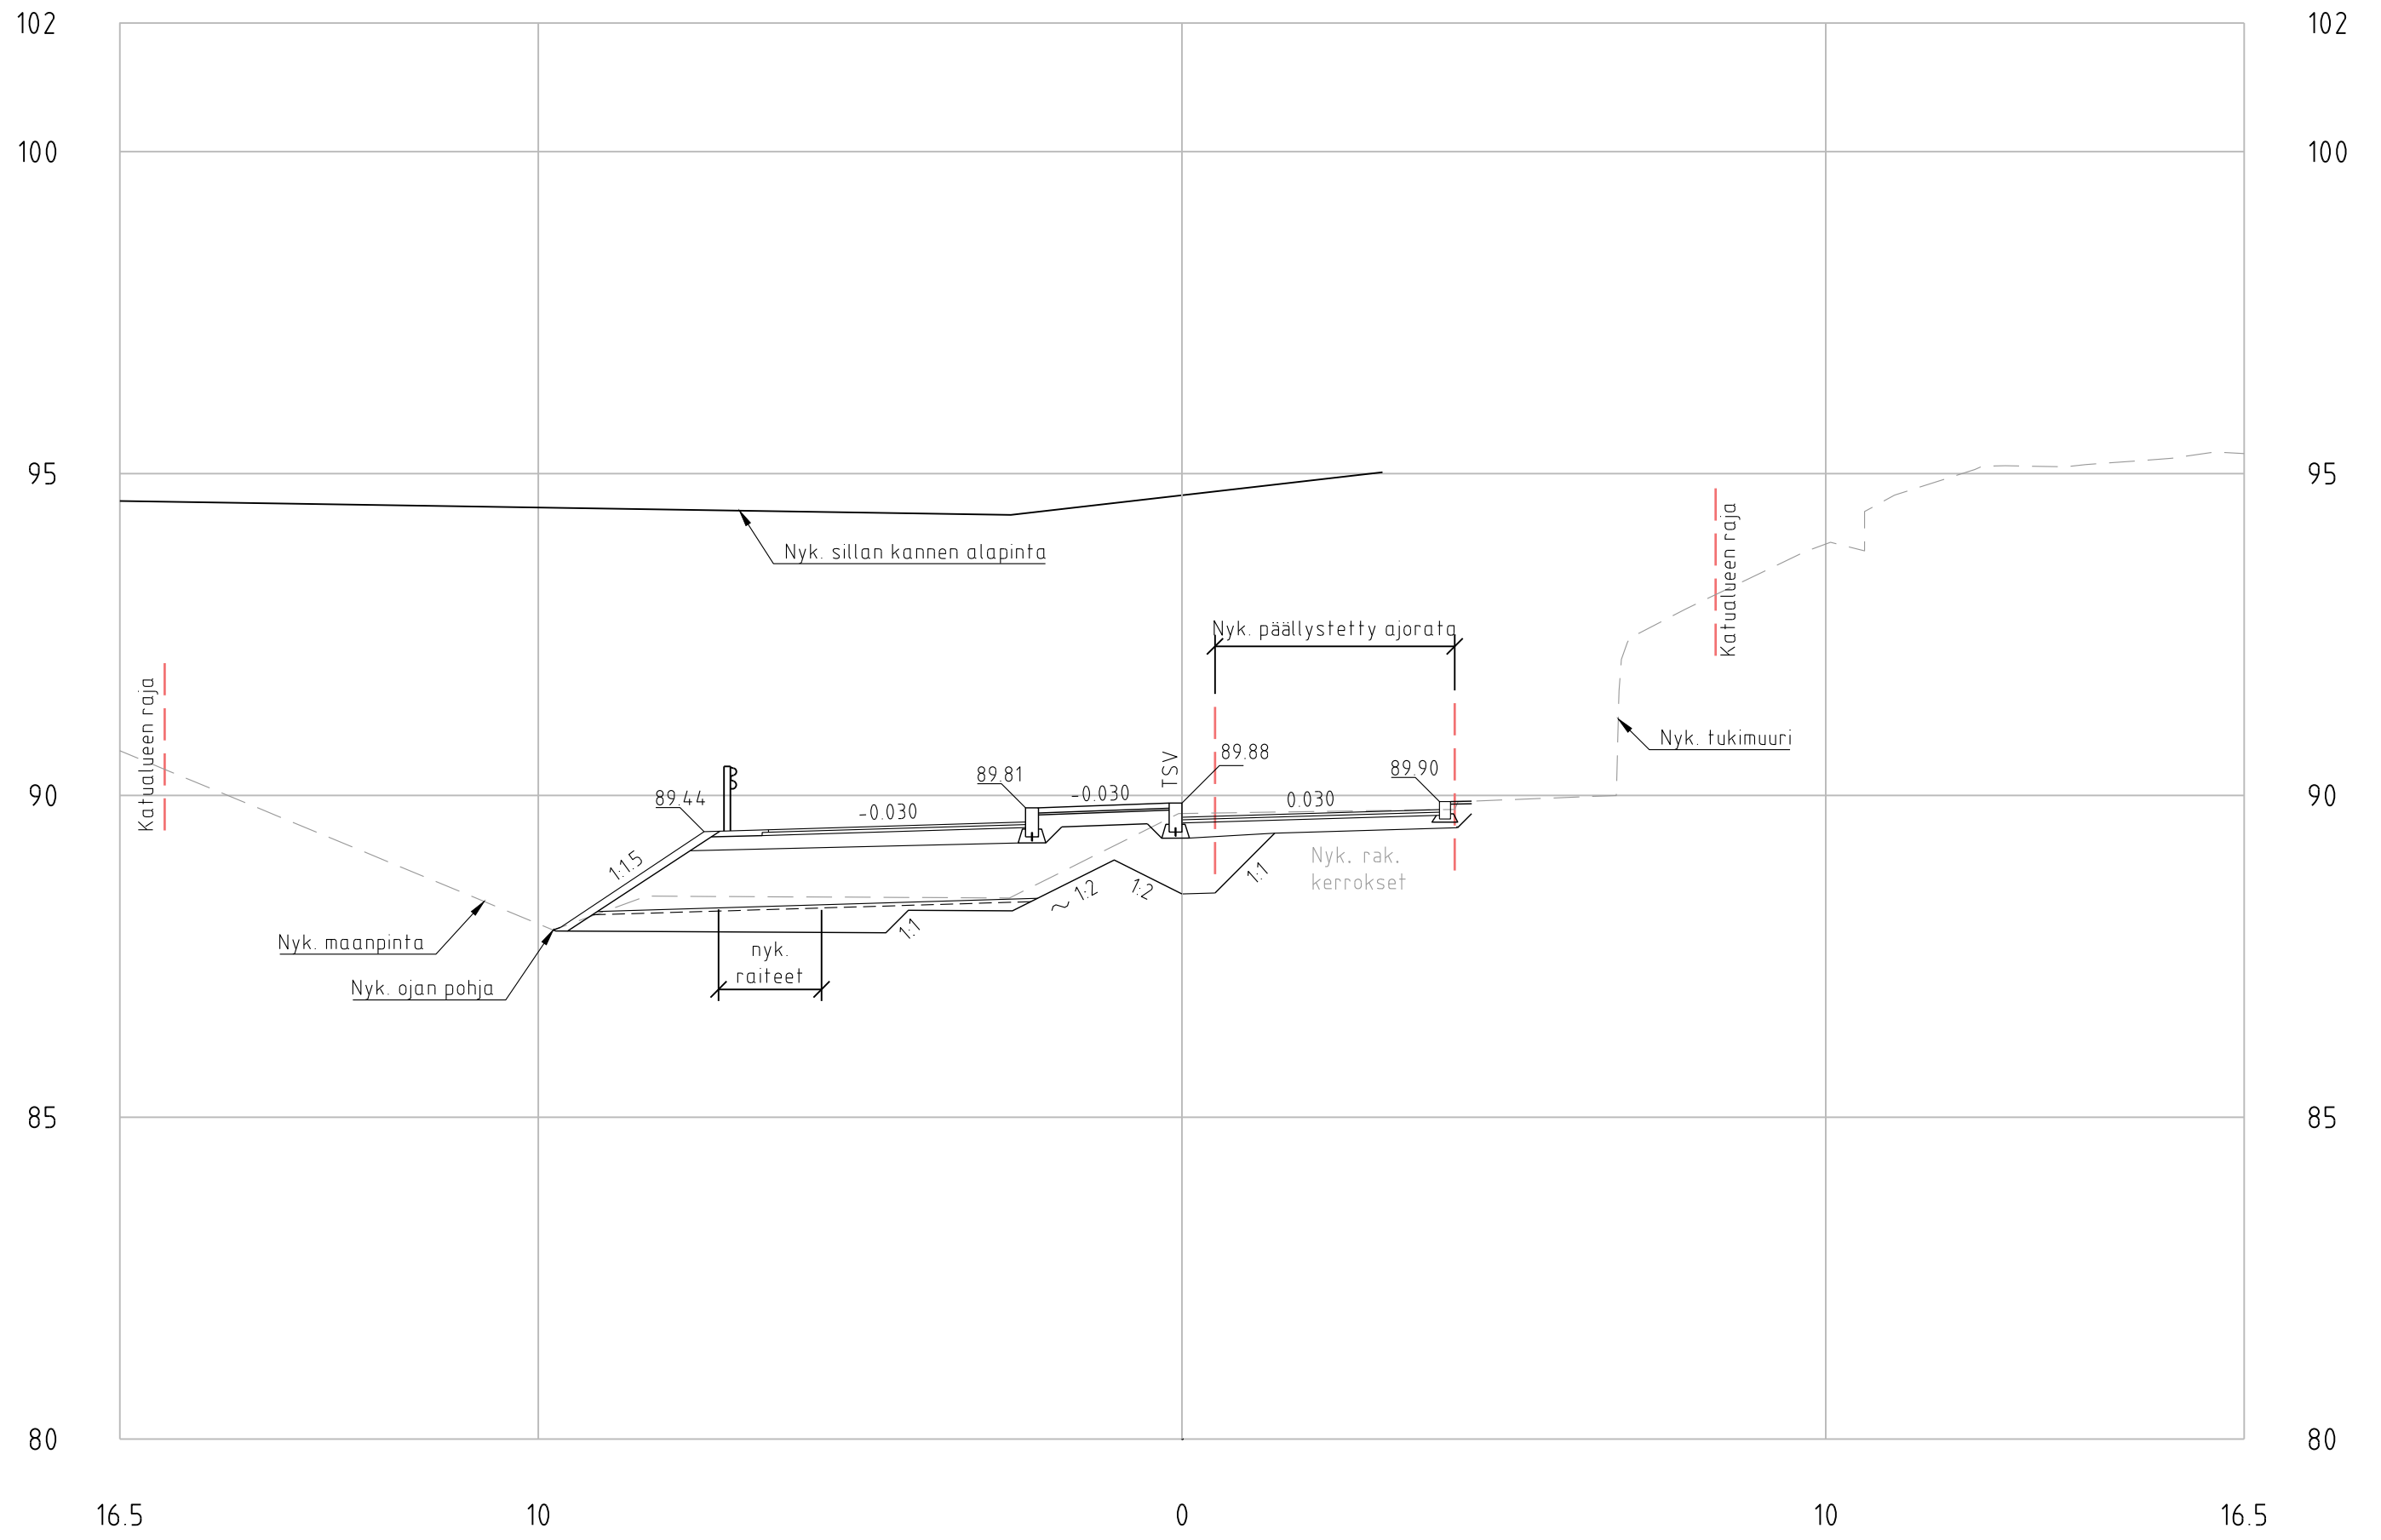 102
102
100
100
95
95
Nyk. sillan kannen alapinta
Katualueen raja
Nyk. päällystetty ajorata
Katualueen raja
Nyk. tukimuuri
TSV
89.88
89.81
89.90
90
90
89.44
-0.030
-0.030
0.030
1:1.5
Nyk. rak.
kerrokset
~ 1:2
1:2
1:1
1:1
Nyk. maanpinta
nyk.
raiteet
Nyk. ojan pohja
85
85
80
80
16.5
10
0
10
16.5